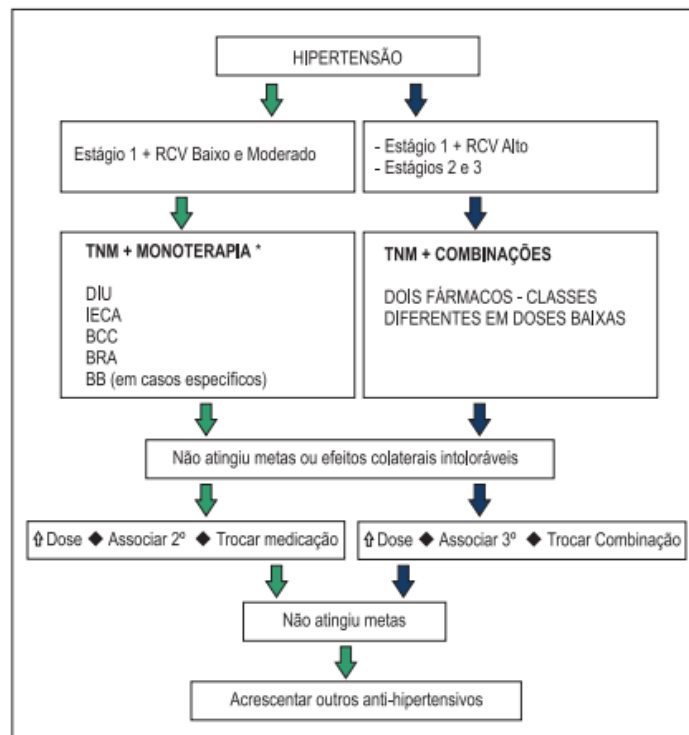 HIPERTENSÃO
Estágio 1 + RCV Baixo e Moderado
- Estágio 1 + RCV Alto
- Estágios 2 e 3
TNM + MONOTERAPIA *
DIU
IECA
BCC
BRA
BB (em casos específicos)
TNM + COMBINAÇÕES
DOIS FÁRMACOS - CLASSES
DIFERENTES EM DOSES BAIXAS
Não atingiu metas ou efeitos colaterais intoloráveis
⇧ Dose ◆ Associar 2º ◆ Trocar medicação
⇧ Dose ◆ Associar 3º ◆ Trocar Combinação
Não atingiu metas
Acrescentar outros anti-hipertensivos